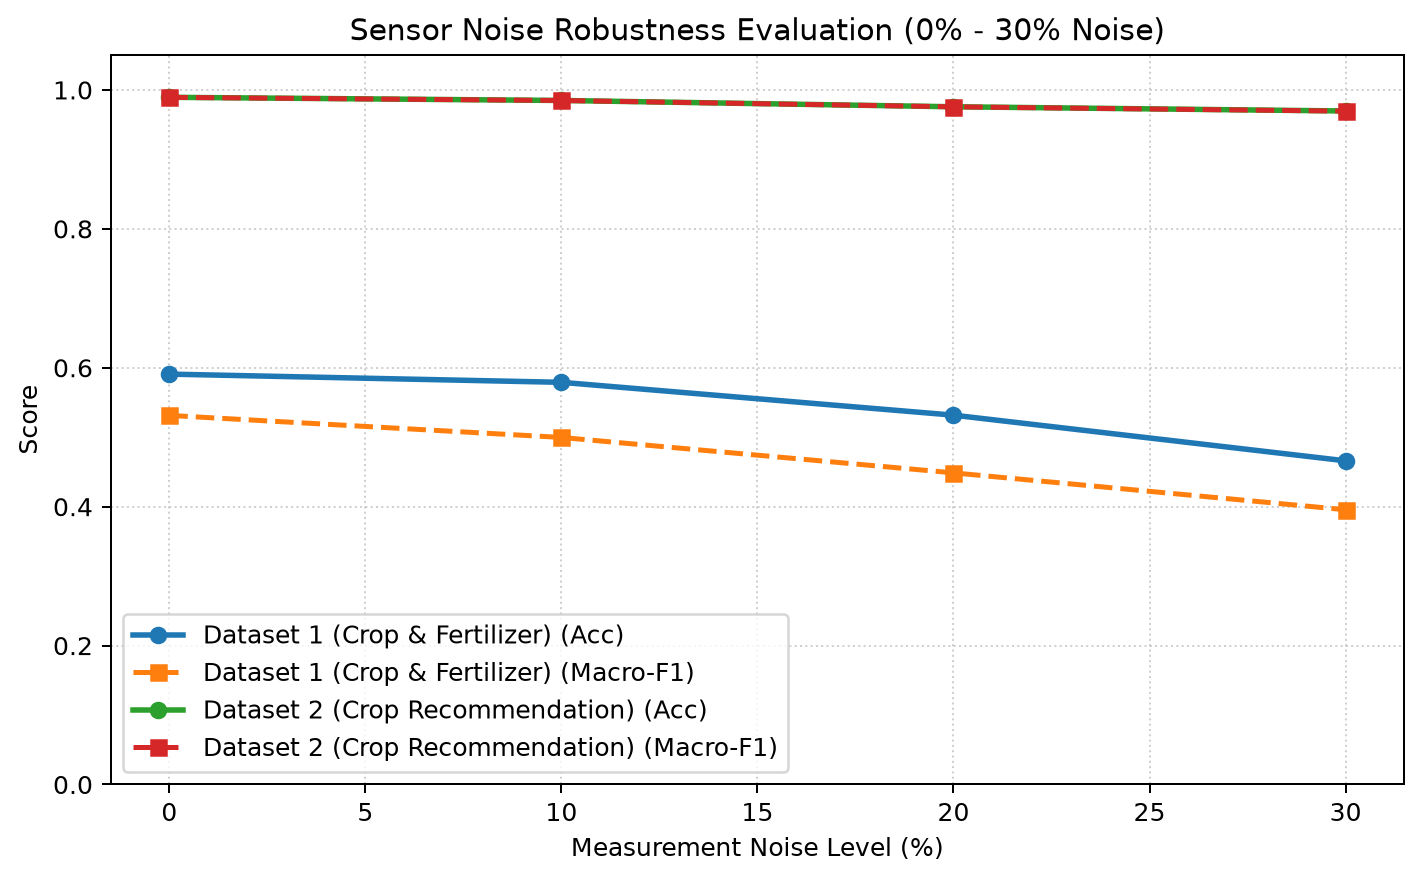 Sensor Noise Robustness Evaluation (0% - 30% Noise)
1.0
0.8
0.6
0.4
0.2
0.0
Score
Dataset 1 (Crop & Fertilizer) (Acc)
Dataset 1 (Crop & Fertilizer) (Macro-F1)
Dataset 2 (Crop Recommendation) (Acc)
Dataset 2 (Crop Recommendation) (Macro-F1)
0 5 10 15 20 25 30
Measurement Noise Level (%)